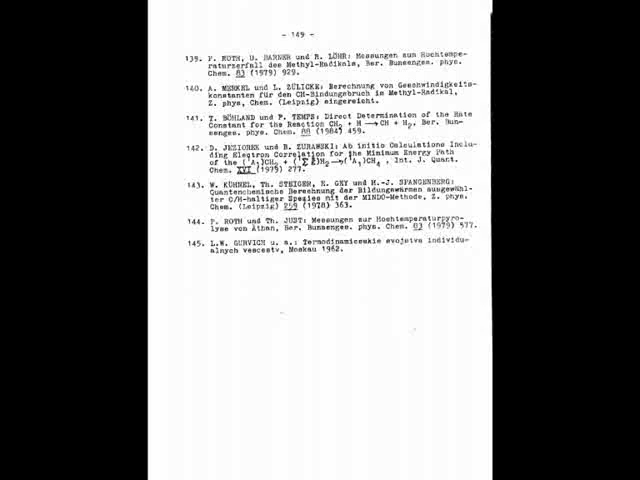 - 149 -
139. P. ROTH, U. BARNER und R. LÖHR: Messungen zum Hochtempe-
raturzerfall des Methyl-Radikals, Ber. Bunsenges. phys.
Chem. 83 (1979) 929.
140. A. MERKEL und L. ZÜLICKE: Berechnung von Geschwindigkeits-
konstanten für den CH-Bindungsbruch im Methyl-Radikal,
Z. phys, Chem. (Leipzig) eingereicht.
141. T. BÖHLAND und F. TEMPS: Direct Determination of the Rate
Constant for the Reaction CH2 + H → CH + H2, Ber. Bun-
senges. phys. Chem. 88 (1984) 459.
142. D. JEZIOREK und B. ZURAWSKI: Ab initio Calculations Inclu-
ding Electron Correlation for the Minimum Energy Path
of the (¹A1)CH2 + (¹Σ)H2 → (¹A1)CH4 , Int. J. Quant.
Chem. XVI (1979) 277.
143. W. KÜHNEL, Th. STEIGER, E. GEY und H.-J. SPANGENBERG:
Quantenchemische Berechnung der Bildungswärmen ausgewähl-
ter C/H-haltiger Spezies mit der MINDO-Methode, Z. phys.
Chem. (Leipzig) 259 (1978) 363.
144. P. ROTH und Th. JUST: Messungen zur Hochtemperaturpyro-
lyse von Äthan, Ber. Bunsenges. phys. Chem. 83 (1979) 577.
145. L.W. GURVICH u. a.: Termodinamiceskie svojstva individu-
alnych vescestv, Moskau 1962.